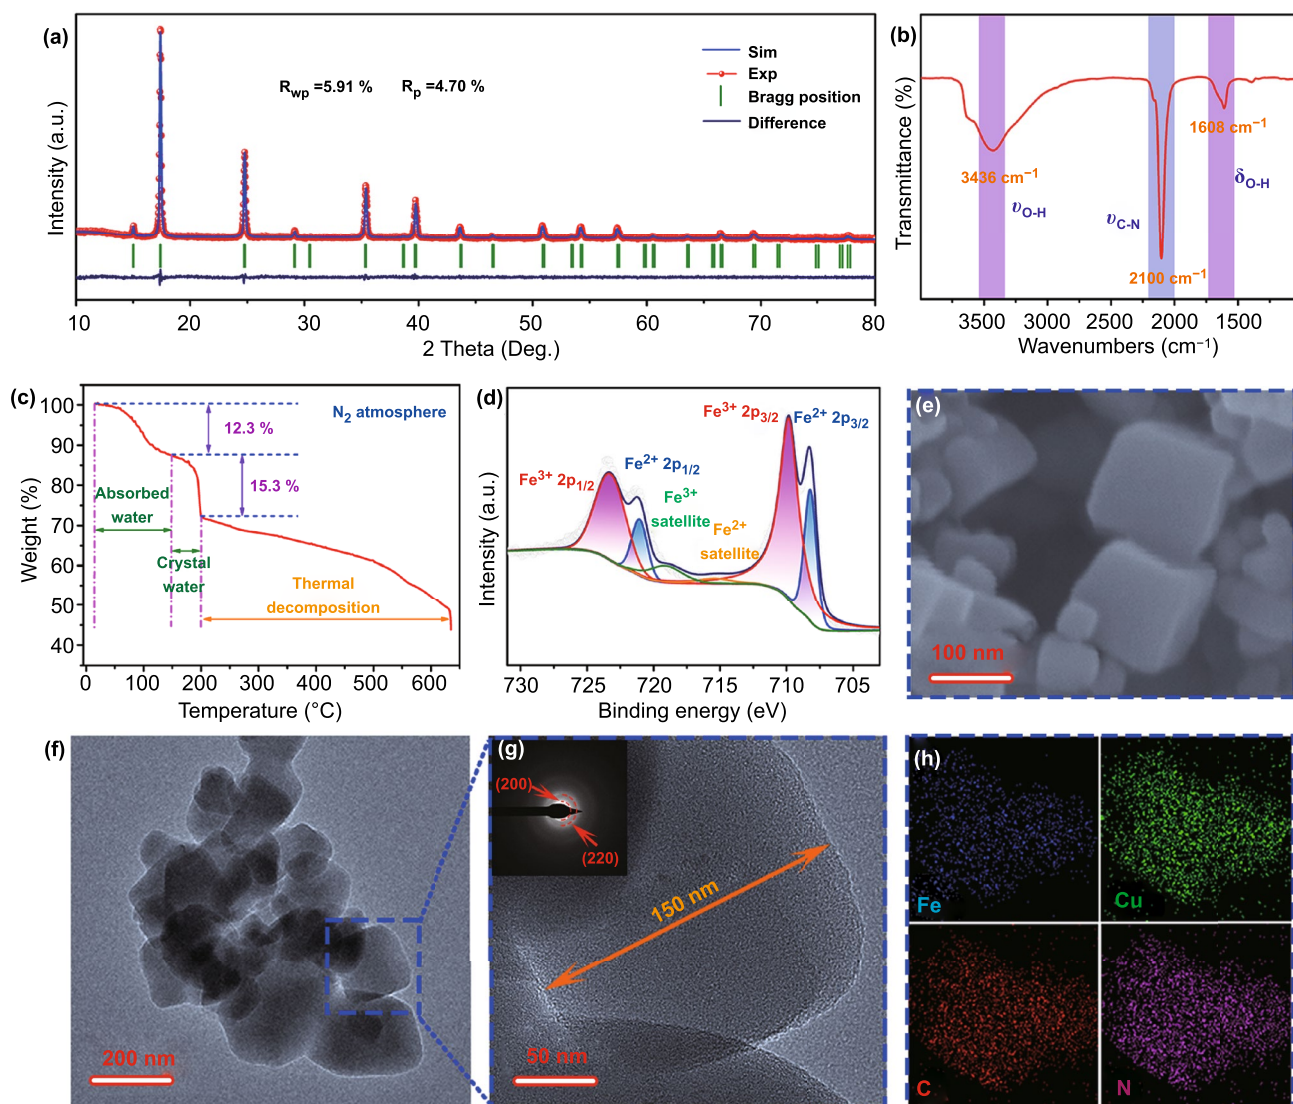 (a)
Intensity (a.u.)
R_wp =5.91 %
R_p =4.70 %
Sim
Exp
Bragg position
Difference
10 20 30 40 50 60 70 80
2 Theta (Deg.)
(b)
Transmittance (%)
3436 cm⁻¹
υ_O-H
υ_C-N
2100 cm⁻¹
1608 cm⁻¹
δ_O-H
3500 3000 2500 2000 1500
Wavenumbers (cm⁻¹)
(c)
Weight (%)
100
90
80
70
60
50
40
N₂ atmosphere
12.3 %
15.3 %
Absorbed
water
Crystal
water
Thermal
decomposition
0 100 200 300 400 500 600
Temperature (°C)
(d)
Intensity (a.u.)
Fe³⁺ 2p₁/₂
Fe²⁺ 2p₁/₂
Fe³⁺
satellite
Fe²⁺
satellite
Fe³⁺ 2p₃/₂
Fe²⁺ 2p₃/₂
730 725 720 715 710 705
Binding energy (eV)
(e)
100 nm
(f)
200 nm
(g)
(200)
(220)
150 nm
50 nm
(h)
Fe
Cu
C
N